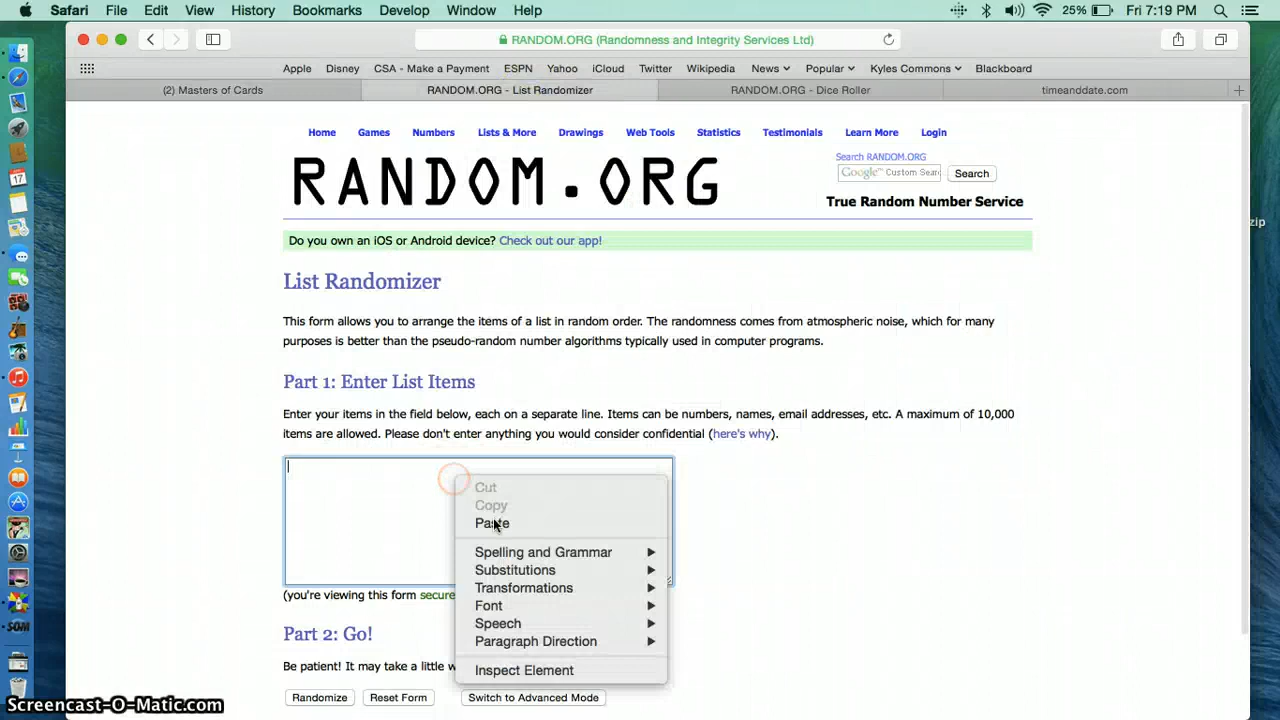 Safari File Edit View History Bookmarks Develop Window Help 25% Fri 7:19 PM
RANDOM.ORG (Randomness and Integrity Services Ltd)
Apple Disney CSA - Make a Payment ESPN Yahoo iCloud Twitter Wikipedia News Popular Kyles Commons Blackboard
(2) Masters of Cards RANDOM.ORG - List Randomizer RANDOM.ORG - Dice Roller timeanddate.com +
Home Games Numbers Lists & More Drawings Web Tools Statistics Testimonials Learn More Login
Search RANDOM.ORG
Google™ Custom Sear Search
RANDOM.ORG
True Random Number Service
zip
Do you own an iOS or Android device? Check out our app!
List Randomizer
This form allows you to arrange the items of a list in random order. The randomness comes from atmospheric noise, which for many
purposes is better than the pseudo-random number algorithms typically used in computer programs.
Part 1: Enter List Items
Enter your items in the field below, each on a separate line. Items can be numbers, names, email addresses, etc. A maximum of 10,000
items are allowed. Please don't enter anything you would consider confidential (here's why).
Cut
Copy
Paste
Spelling and Grammar
Substitutions
Transformations
Font
Speech
Paragraph Direction
Inspect Element
(you're viewing this form secure
Part 2: Go!
Be patient! It may take a little w
Randomize Reset Form Switch to Advanced Mode
17
SOM
Screencast-O-Matic.com